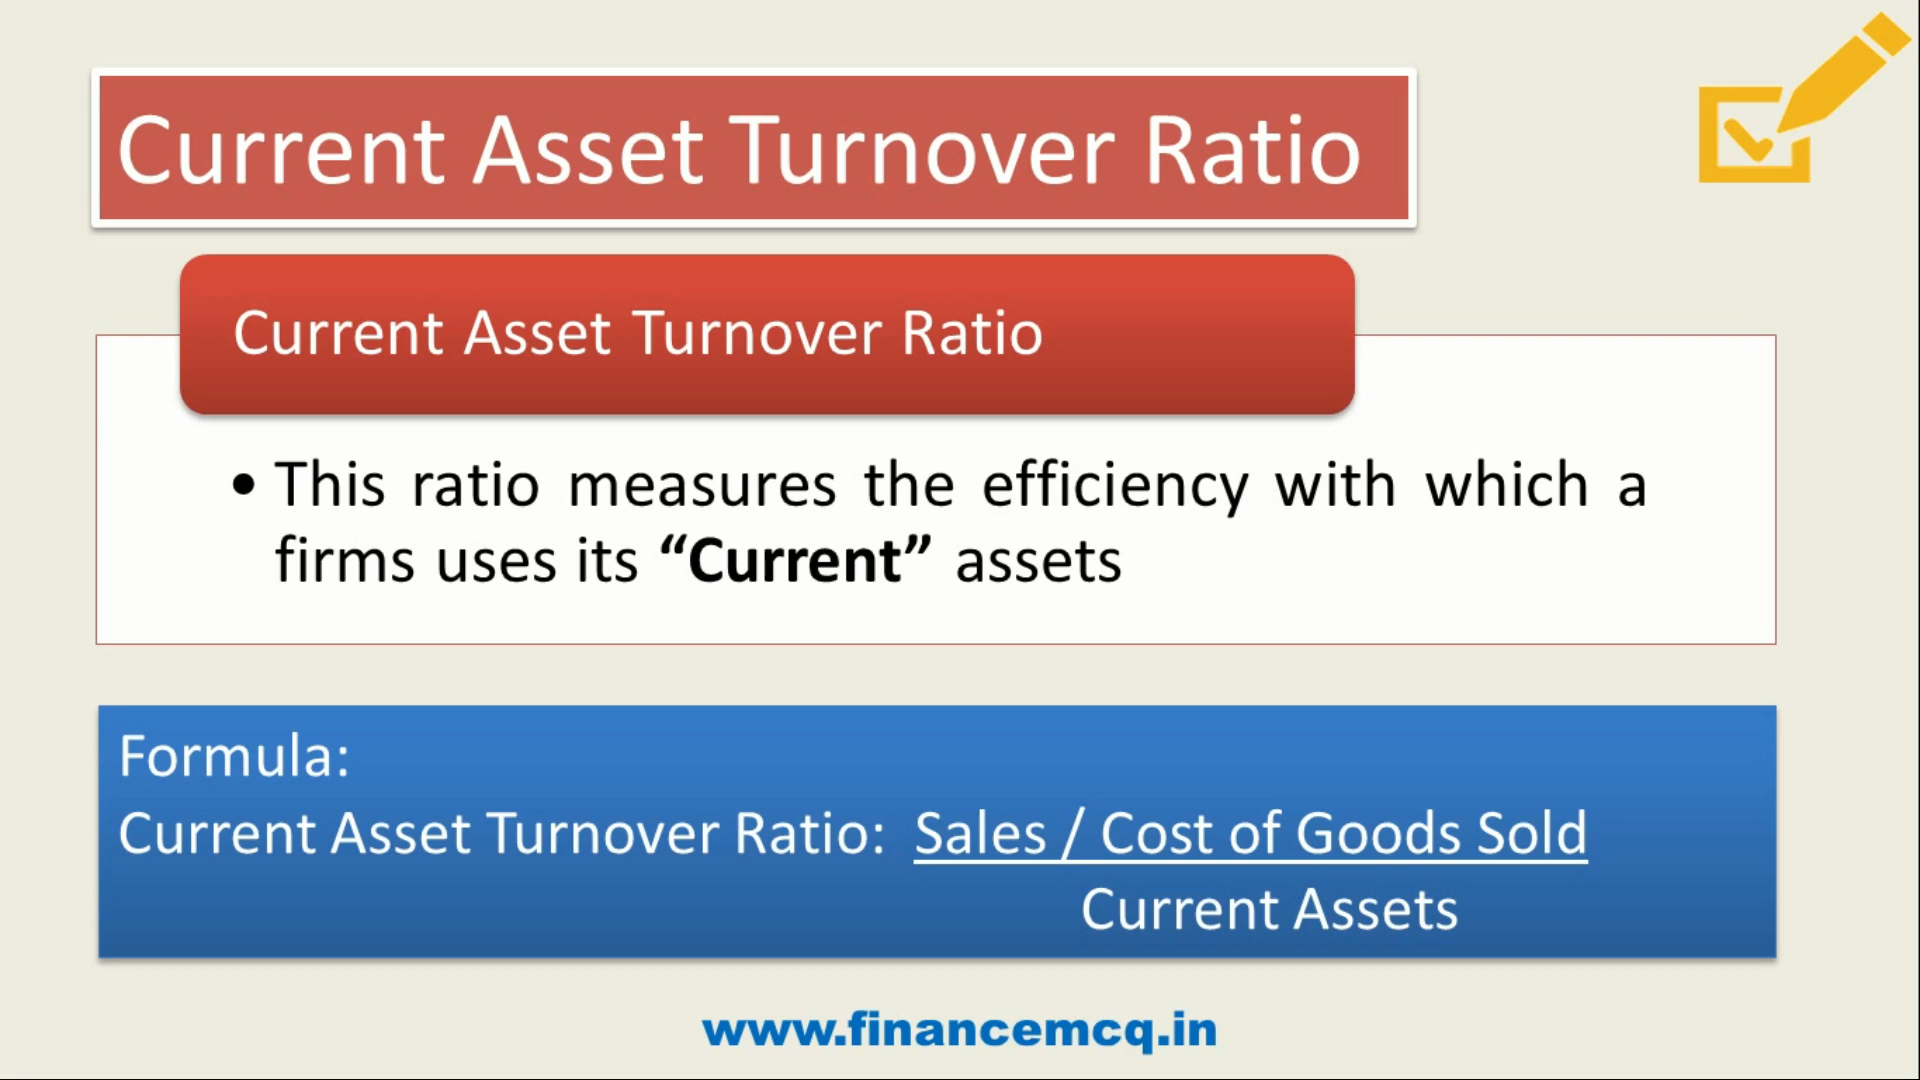 Current Asset Turnover Ratio
Current Asset Turnover Ratio
• This ratio measures the efficiency with which a
firms uses its “Current” assets
Formula:
Current Asset Turnover Ratio: Sales / Cost of Goods Sold
Current Assets
www.financemcq.in